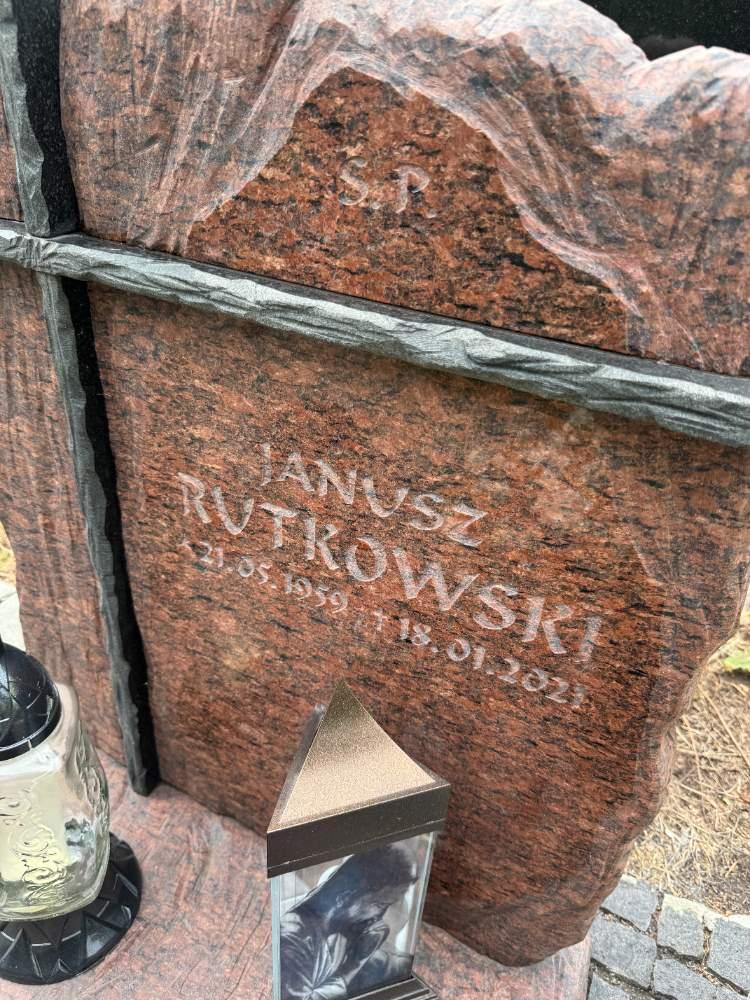 S.P.
JANUSZ
RUTKOWSKI
* 21.05.1959 † 18.01.2021